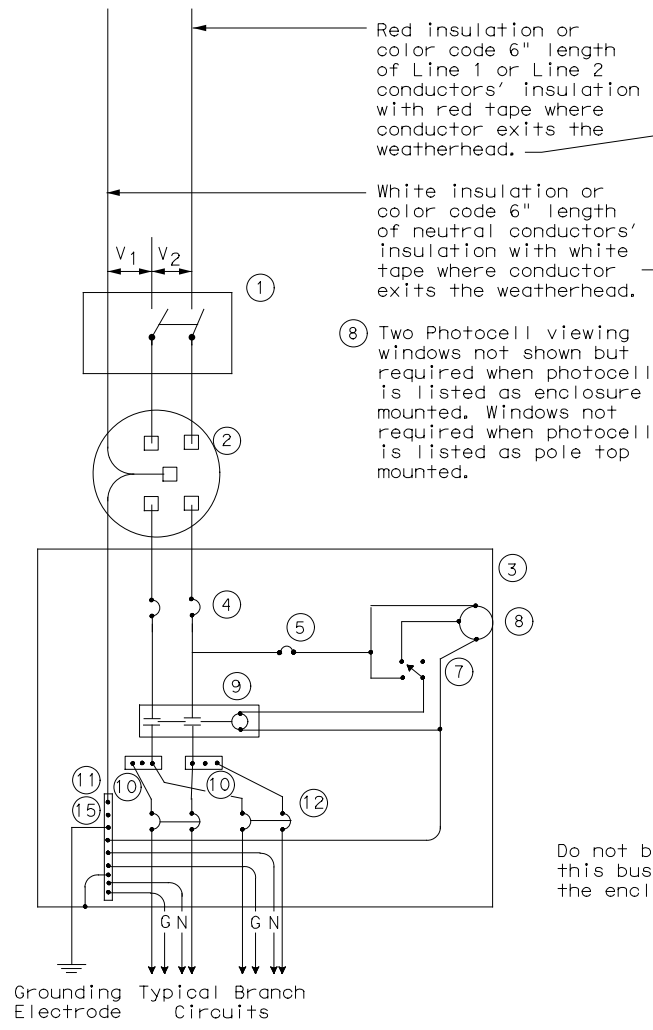 Red insulation or
color code 6" length
of Line 1 or Line 2
conductors' insulation
with red tape where
conductor exits the
weatherhead.
White insulation or
color code 6" length
of neutral conductors'
insulation with white
tape where conductor
exits the weatherhead.
V1 V2
1
8 Two Photocell viewing
windows not shown but
required when photocell
is listed as enclosure
mounted. Windows not
required when photocell
is listed as pole top
mounted.
2
3
4
5
8
7
9
11 10 10
15 12
Do not b
this bus
the encl
G N G N
Grounding
Electrode
Typical Branch
Circuits